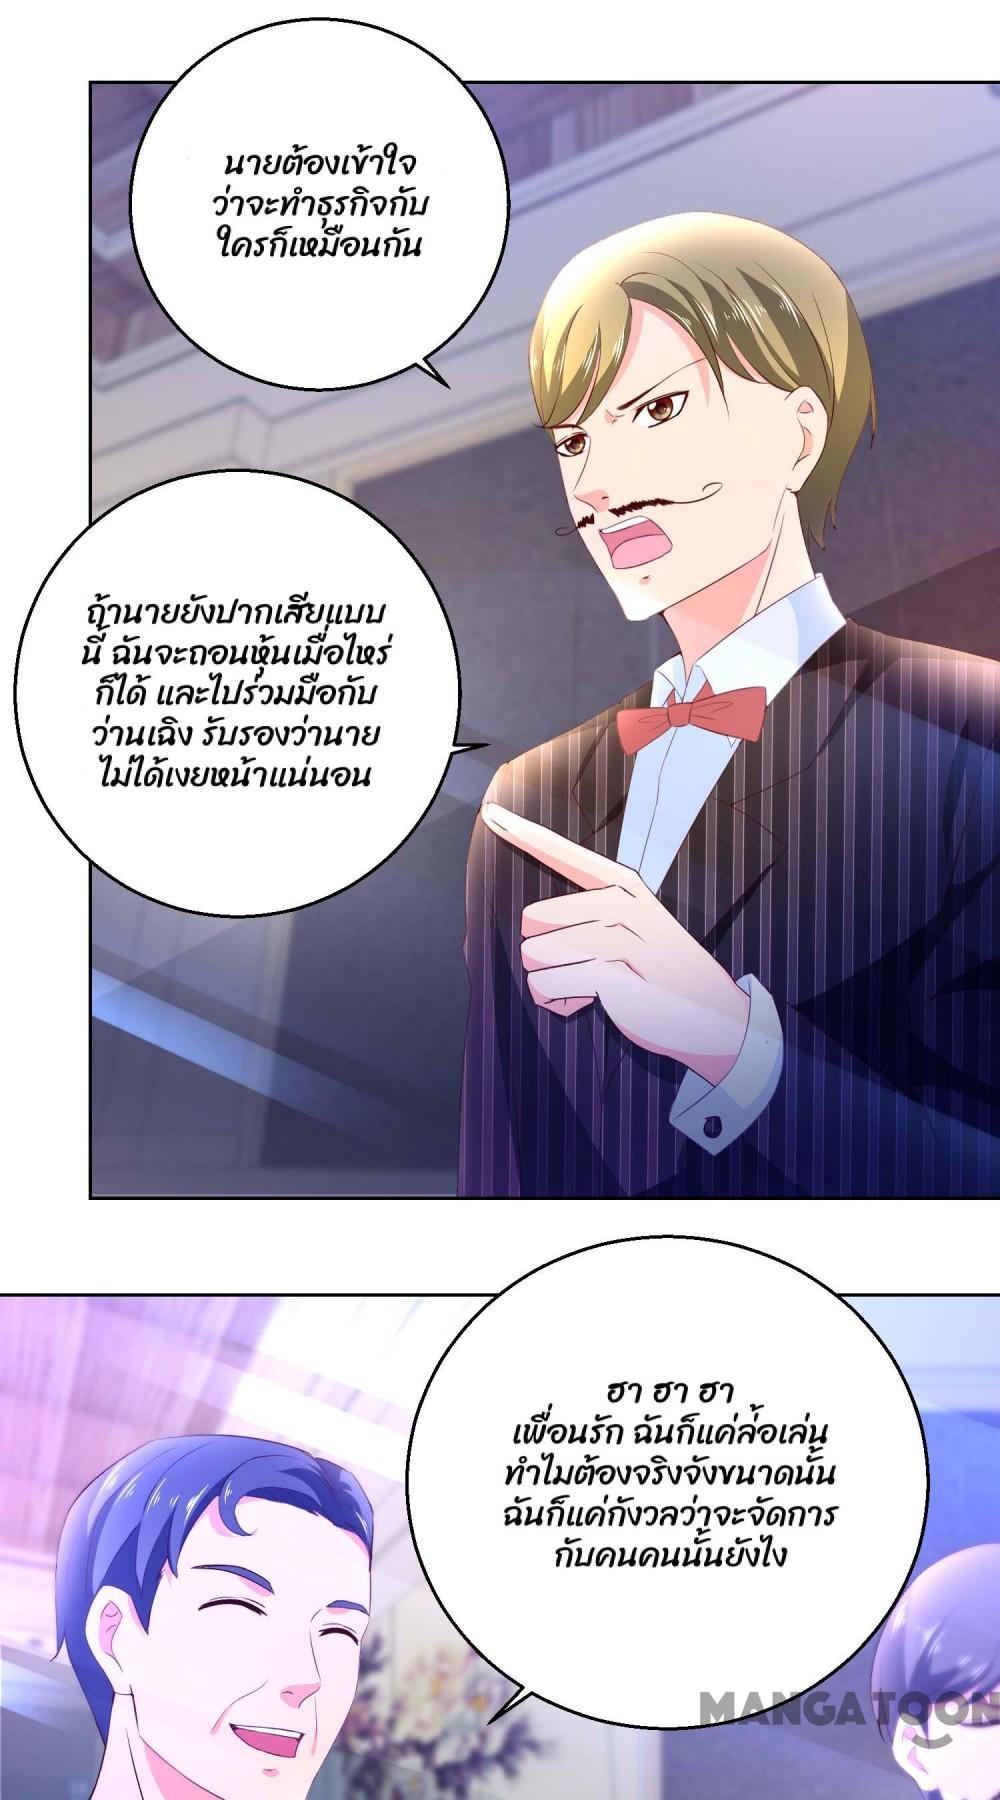 นายต้องเข้าใจ
ว่าจะทำธุรกิจกับ
ใครก็เหมือนกัน
ถ้านายยังปากเสียแบบ
นี้ ฉันจะถอนหุ้นเมื่อไหร่
ก็ได้ และไปร่วมมือกับ
ว่านเฉิง รับรองว่านาย
ไม่ได้เงยหน้าแน่นอน
ฮา ฮา ฮา
เพื่อนรัก ฉันก็แค่ล้อเล่น
ทำไมต้องจริงจังขนาดนั้น
ฉันก็แค่กังวลว่าจะจัดการ
กับคนคนนั้นยังไง
MANGATOON